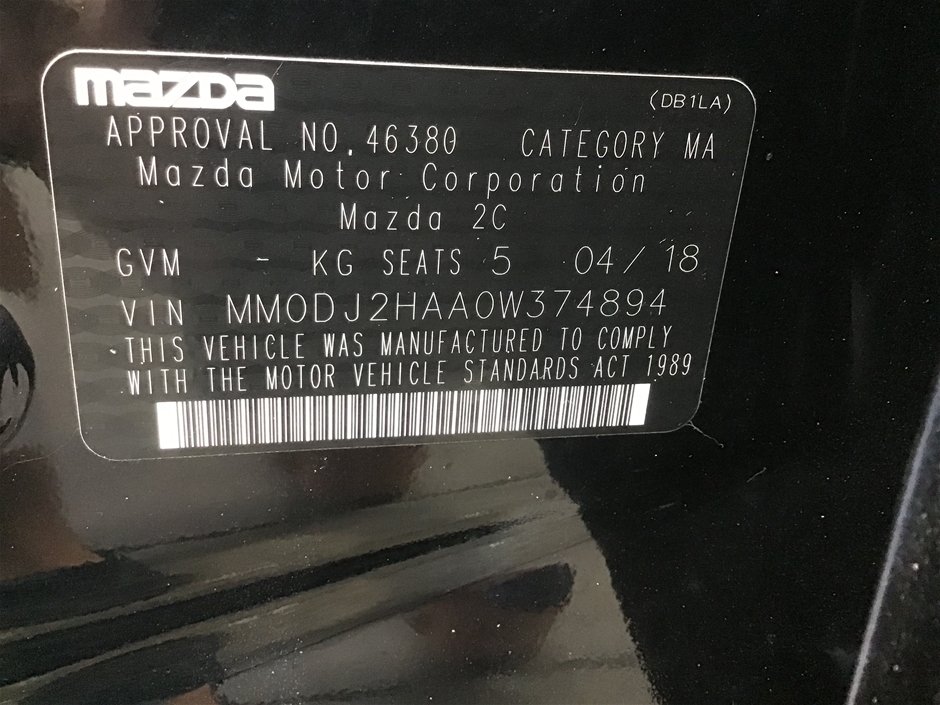 mazda
(DB1LA)
APPROVAL NO. 46380 CATEGORY MA
Mazda Motor Corporation
Mazda 2C
GVM - KG SEATS 5 04/18
VIN MM0DJ2HAA0W374894
THIS VEHICLE WAS MANUFACTURED TO COMPLY
WITH THE MOTOR VEHICLE STANDARDS ACT 1989